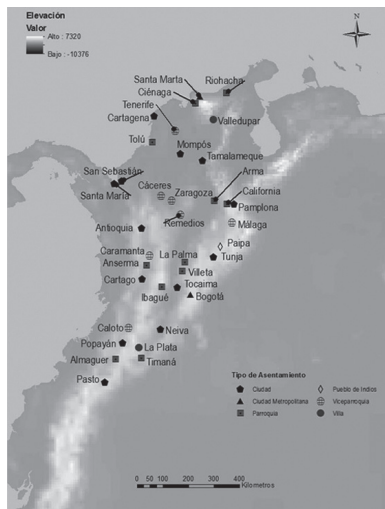 Elevación
Valor
Alto : 7320
Bajo : -10376
N
Santa Marta
Riohacha
Ciénaga
Tenerife
Cartagena
Valledupar
Tolú
Mompós
Tamalameque
San Sebastián
Arma
Cáceres
Zaragoza
California
Santa María
Pamplona
Remedios
Málaga
Antioquia
Paipa
Caramanta
La Palma
Tunja
Anserma
Villeta
Cartago
Tocaima
Ibagué
Bogotá
Caloto
Neiva
Popayán
La Plata
Almaguer
Timaná
Pasto
Tipo de Asentamiento
Ciudad
Pueblo de Indios
Ciudad Metropolitana
Viceparroquia
Parroquia
Villa
0 50 100 200 300 400
Kilometros